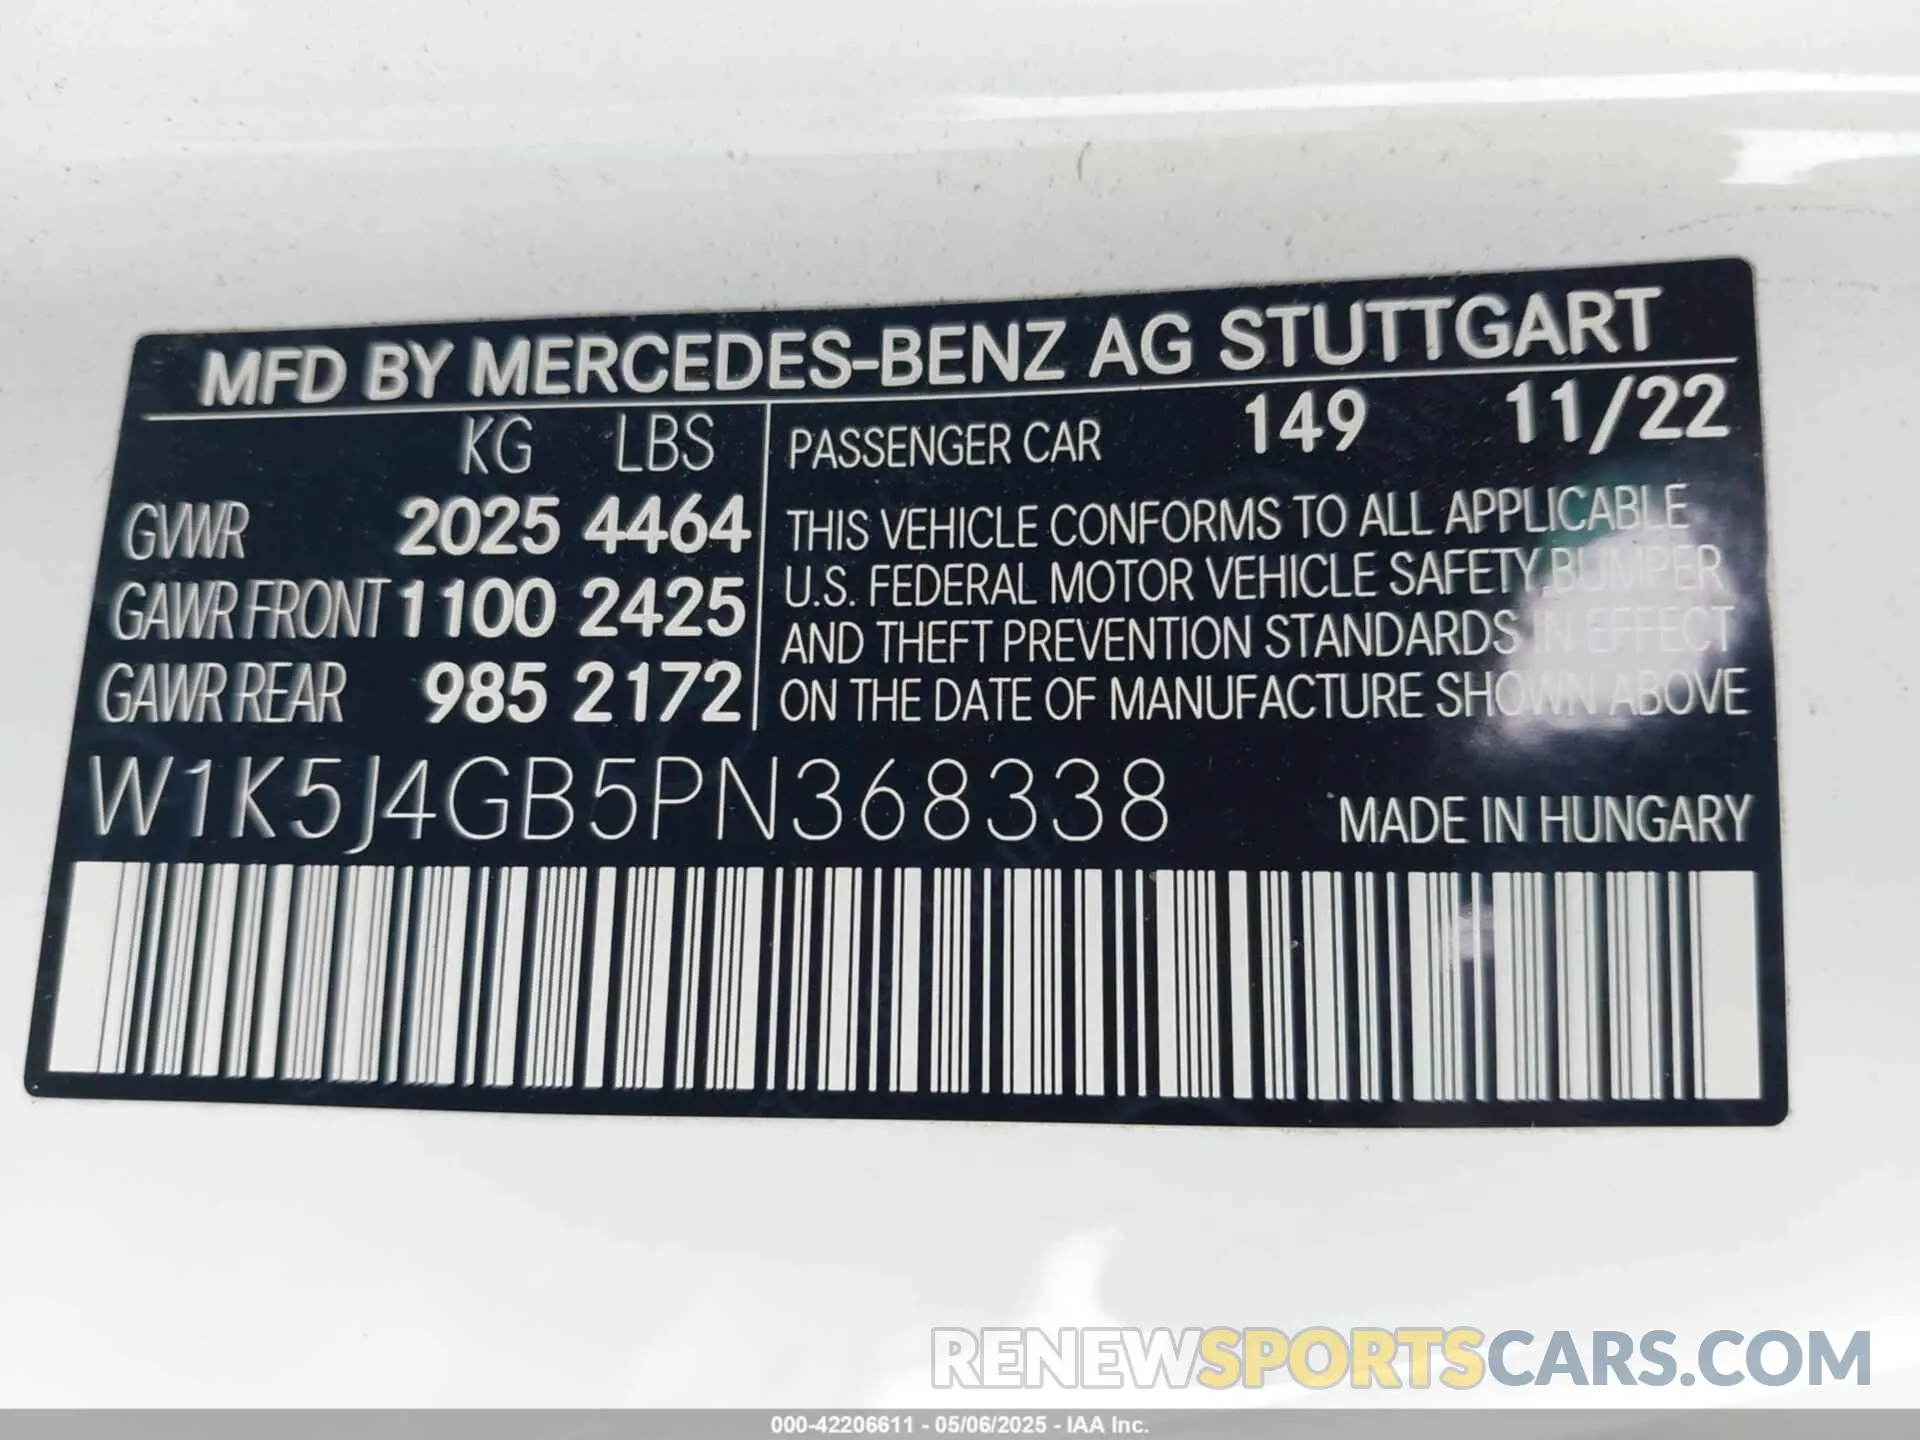 MFD BY MERCEDES-BENZ AG STUTTGART
KG LBS
GVWR 2025 4464
GAWR FRONT 1100 2425
GAWR REAR 985 2172
PASSENGER CAR 149 11/22
THIS VEHICLE CONFORMS TO ALL APPLICABLE
U.S. FEDERAL MOTOR VEHICLE SAFETY,BUMPER
AND THEFT PREVENTION STANDARDS IN EFFECT
ON THE DATE OF MANUFACTURE SHOWN ABOVE
W1K5J4GB5PN368338
MADE IN HUNGARY
RENEWSPORTSCARS.COM
000-42206611 - 05/06/2025 - IAA Inc.